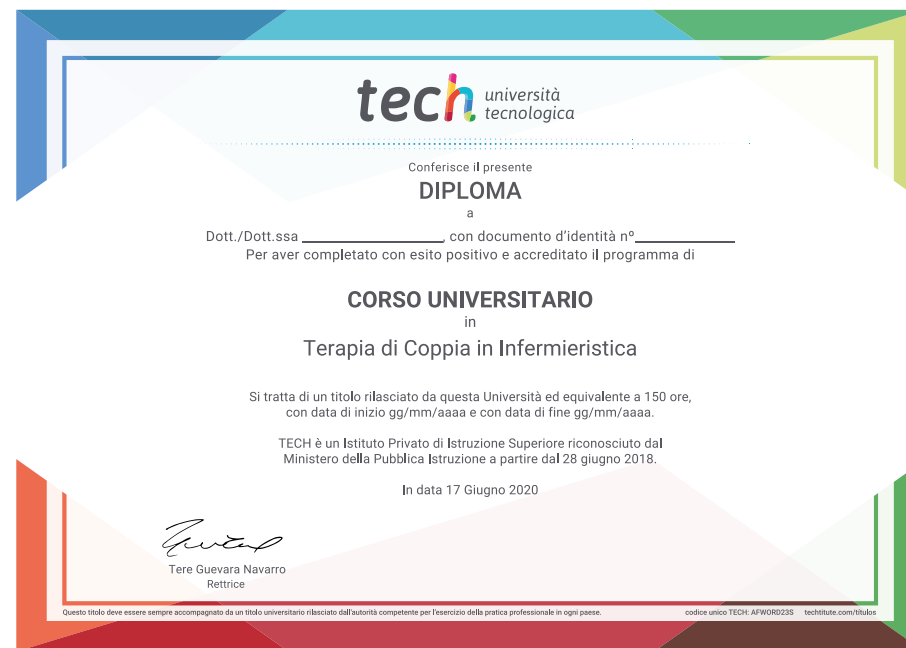 tech università
tecnologica
Conferisce il presente
DIPLOMA
a
Dott./Dott.ssa ________________, con documento d'identità nº____________
Per aver completato con esito positivo e accreditato il programma di
CORSO UNIVERSITARIO
in
Terapia di Coppia in Infermieristica
Si tratta di un titolo rilasciato da questa Università ed equivalente a 150 ore,
con data di inizio gg/mm/aaaa e con data di fine gg/mm/aaaa.
TECH è un Istituto Privato di Istruzione Superiore riconosciuto dal
Ministero della Pubblica Istruzione a partire dal 28 giugno 2018.
In data 17 Giugno 2020
Tere Guevara Navarro
Rettrice
Questo titolo deve essere sempre accompagnato da un titolo universitario rilasciato dall'autorità competente per l'esercizio della pratica professionale in ogni paese. codice unico TECH: AFWORD23S techtitute.com/títulos